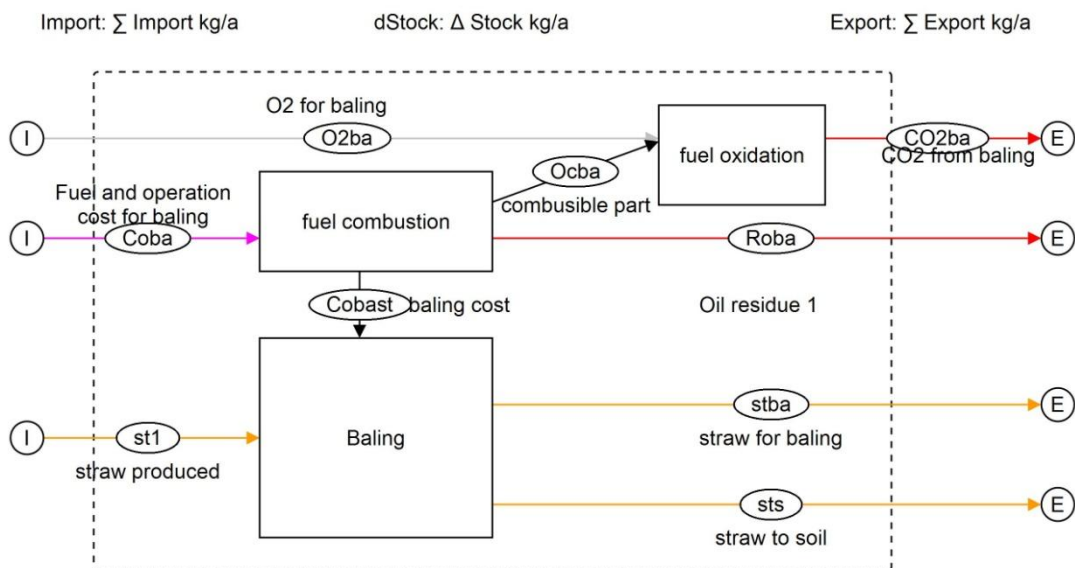 Import: ∑ Import kg/a
dStock: Δ Stock kg/a
Export: ∑ Export kg/a
O2 for baling
I
O2ba
fuel oxidation
CO2ba
E
CO2 from baling
Ocba
combusible part
Fuel and operation
cost for baling
I
Coba
fuel combustion
Roba
E
Cobast
baling cost
Oil residue 1
stba
E
straw for baling
I
st1
straw produced
Baling
sts
E
straw to soil